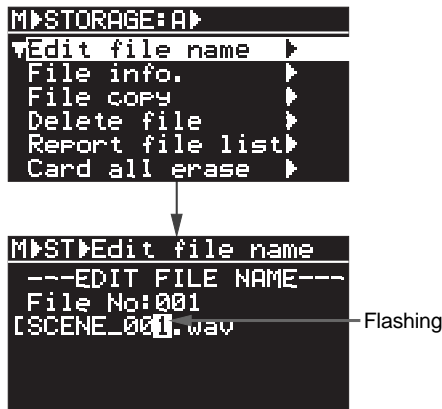 M▶STORAGE:A▶
▼Edit file name ▶
File info. ▶
File copy ▶
Delete file ▶
Report file list▶
Card all erase ▶
M▶ST▶Edit file name
---EDIT FILE NAME---
File No:001
[SCENE_001.wav
Flashing